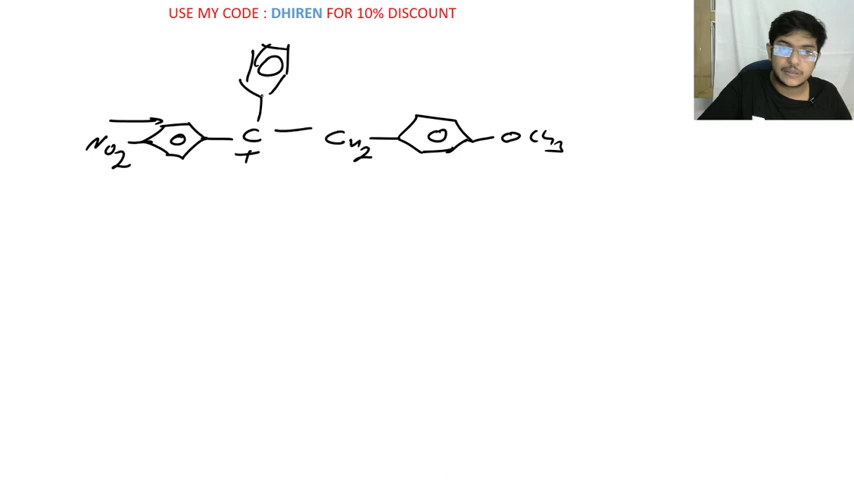 USE MY CODE : DHIREN FOR 10% DISCOUNT
NO2 C + CH2 OCH3